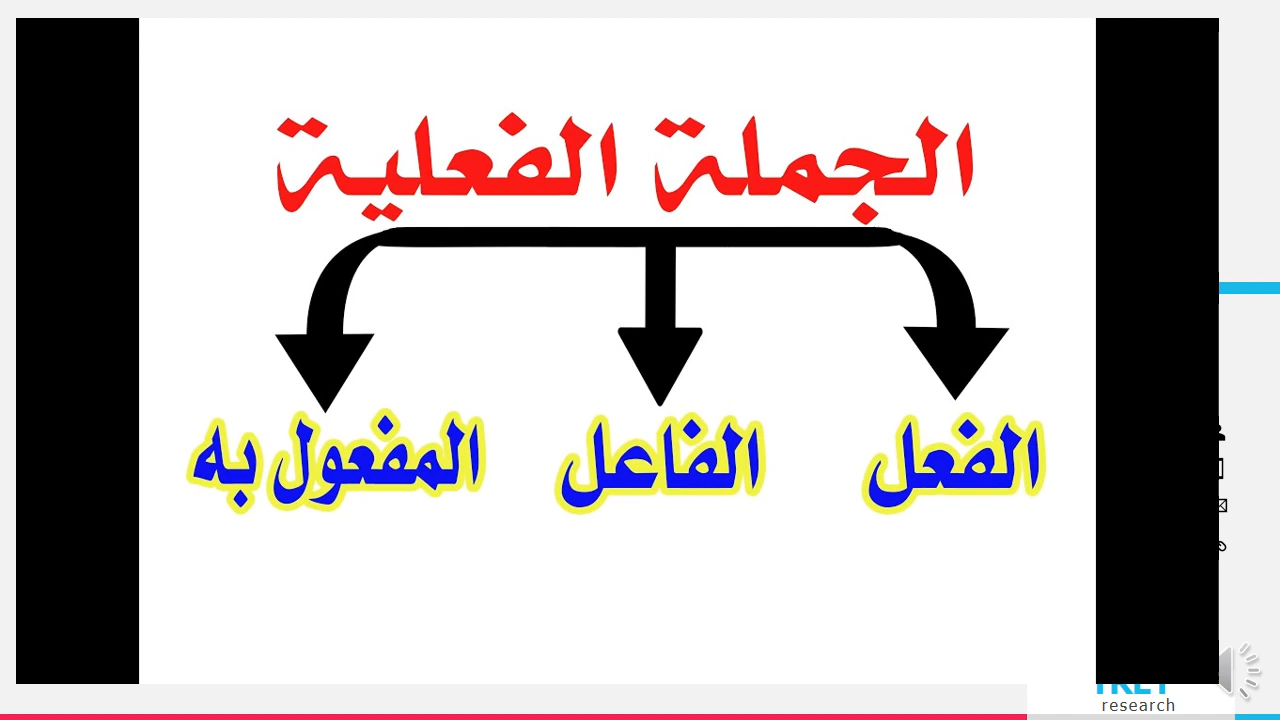 الجملة الفعلية
الفعل الفاعل المفعول به
research